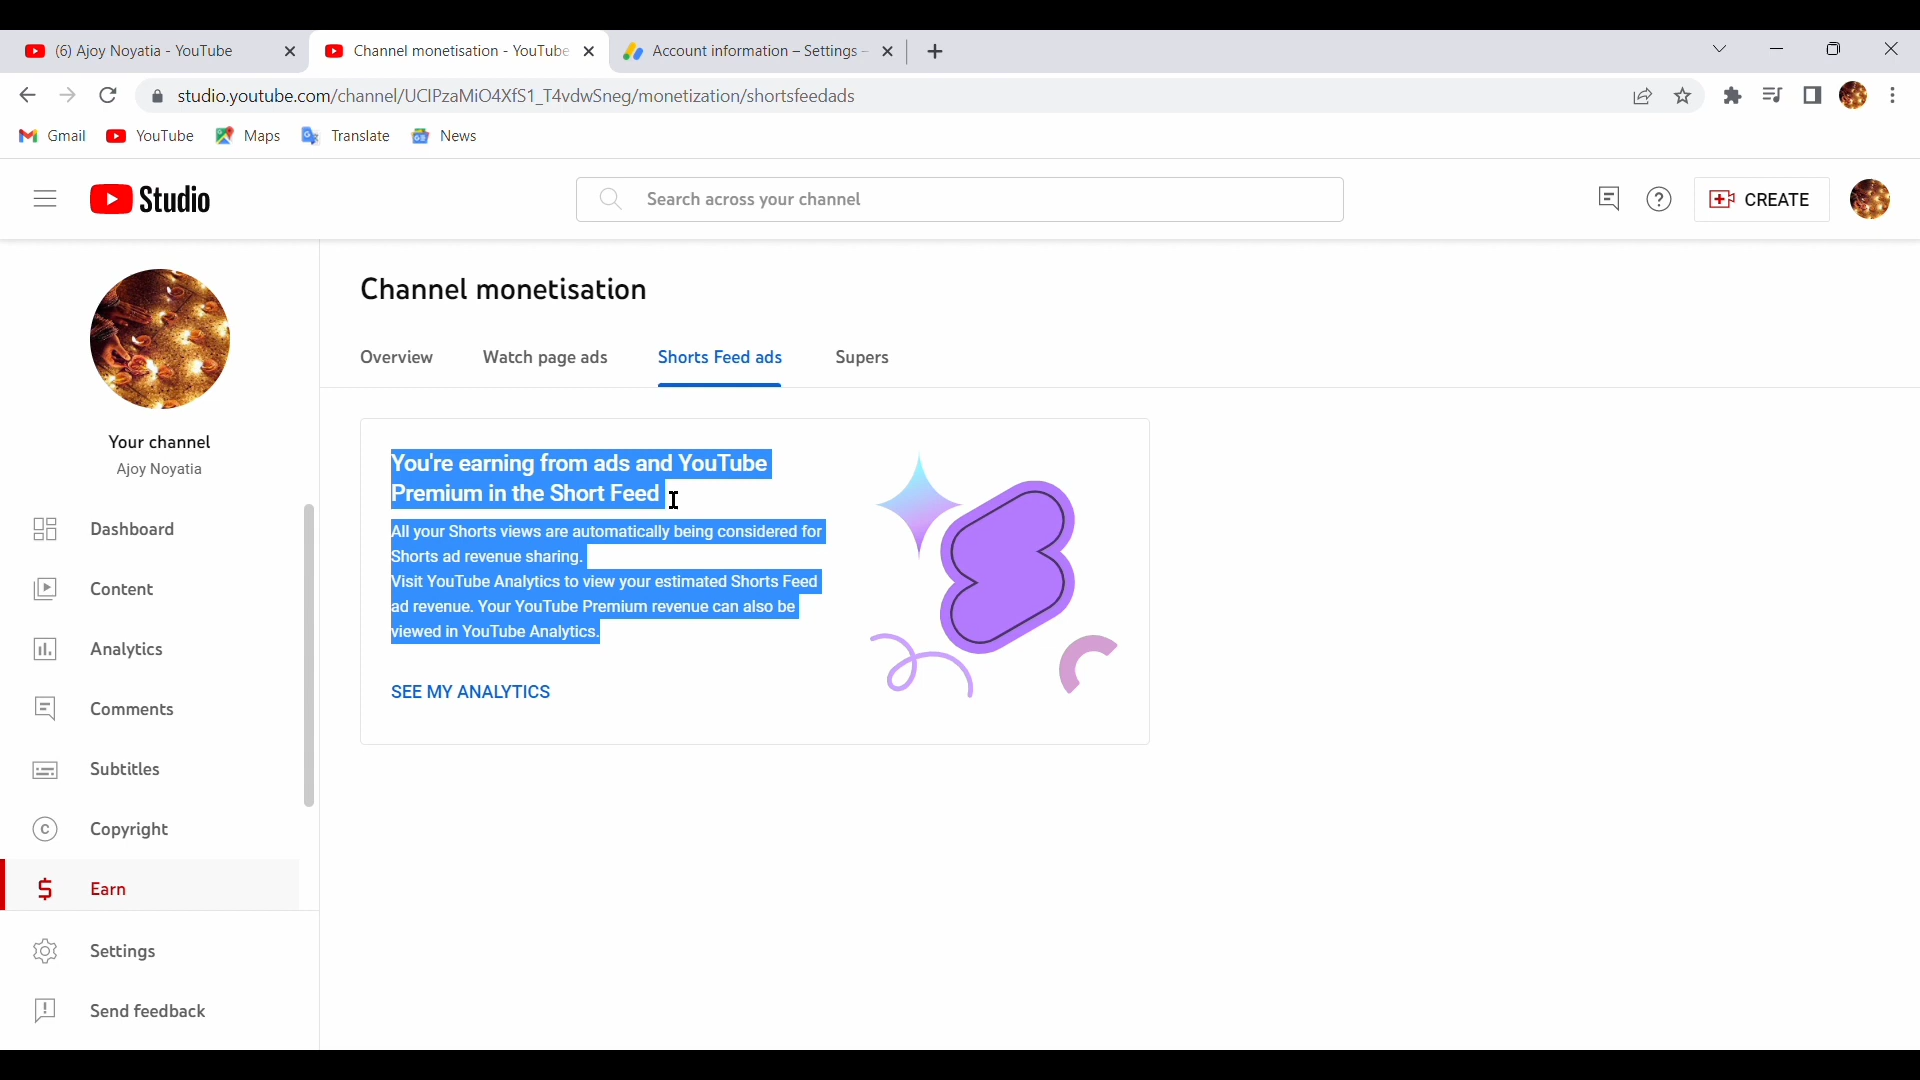 (6) Ajoy Noyatia - YouTube
Channel monetisation - YouTube
Account information – Settings –
studio.youtube.com/channel/UCIPzaMiO4XfS1_T4vdwSneg/monetization/shortsfeedads
Gmail
YouTube
Maps
Translate
News
Studio
Search across your channel
CREATE
Your channel
Ajoy Noyatia
Dashboard
Content
Analytics
Comments
Subtitles
Copyright
Earn
Settings
Send feedback
Channel monetisation
Overview
Watch page ads
Shorts Feed ads
Supers
You're earning from ads and YouTube
Premium in the Short Feed
All your Shorts views are automatically being considered for
Shorts ad revenue sharing.
Visit YouTube Analytics to view your estimated Shorts Feed
ad revenue. Your YouTube Premium revenue can also be
viewed in YouTube Analytics.
SEE MY ANALYTICS